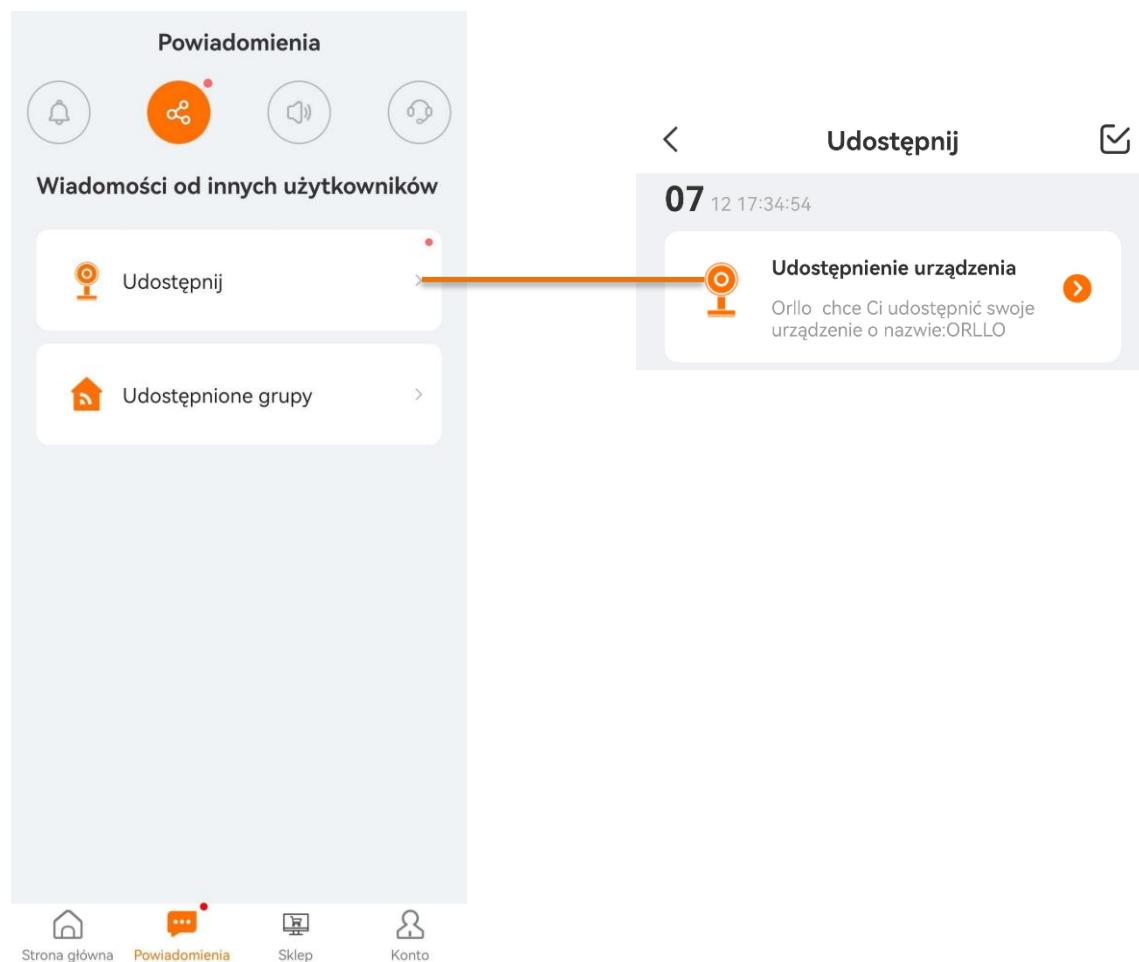 Powiadomienia
Wiadomości od innych użytkowników
Udostępnij
Udostępnione grupy
Strona główna
Powiadomienia
Sklep
Konto
Udostępnij
07 12 17:34:54
Udostępnienie urządzenia
Orllo chce Ci udostępnić swoje
urządzenie o nazwie:ORLLO